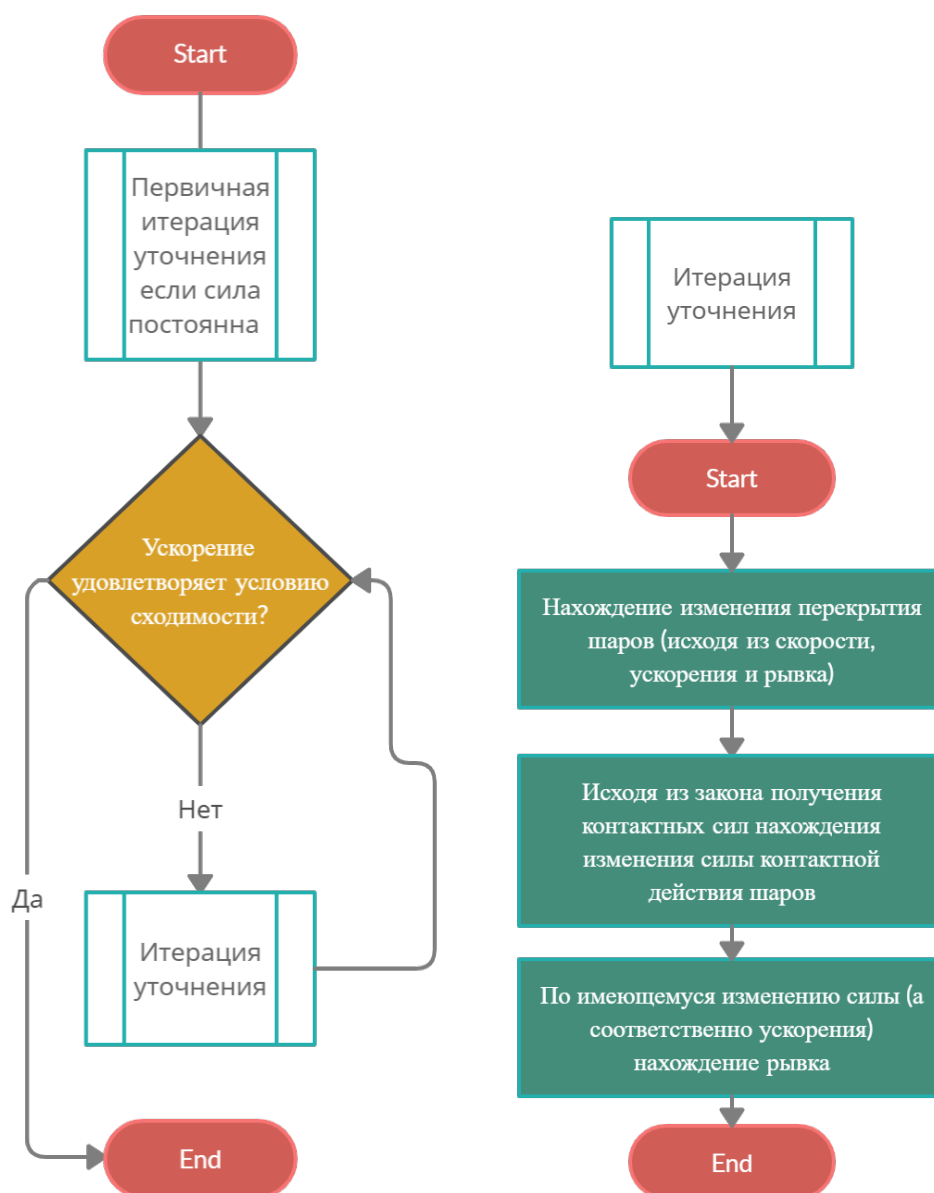 Start
Первичная
итерация
уточнения
если сила
постоянна
Ускорение
удовлетворяет условию
сходимости?
Нет
Да
Итерация
уточнения
End
Итерация
уточнения
Start
Нахождение изменения перекрытия
шаров (исходя из скорости,
ускорения и рывка)
Исходя из закона получения
контактных сил нахождения
изменения силы контактной
действия шаров
По имеющемуся изменению силы (а
соответственно ускорения)
нахождение рывка
End